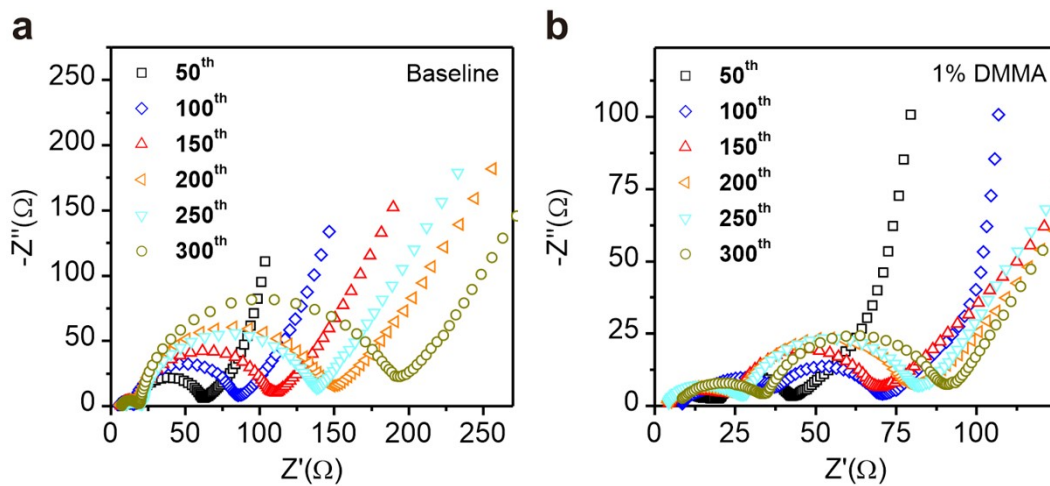 a
Baseline
50th
100th
150th
200th
250th
300th
-Z''(Ω)
250
200
150
100
50
0
0 50 100 150 200 250
Z'(Ω)
b
1% DMMA
50th
100th
150th
200th
250th
300th
-Z''(Ω)
100
75
50
25
0
0 25 50 75 100
Z'(Ω)